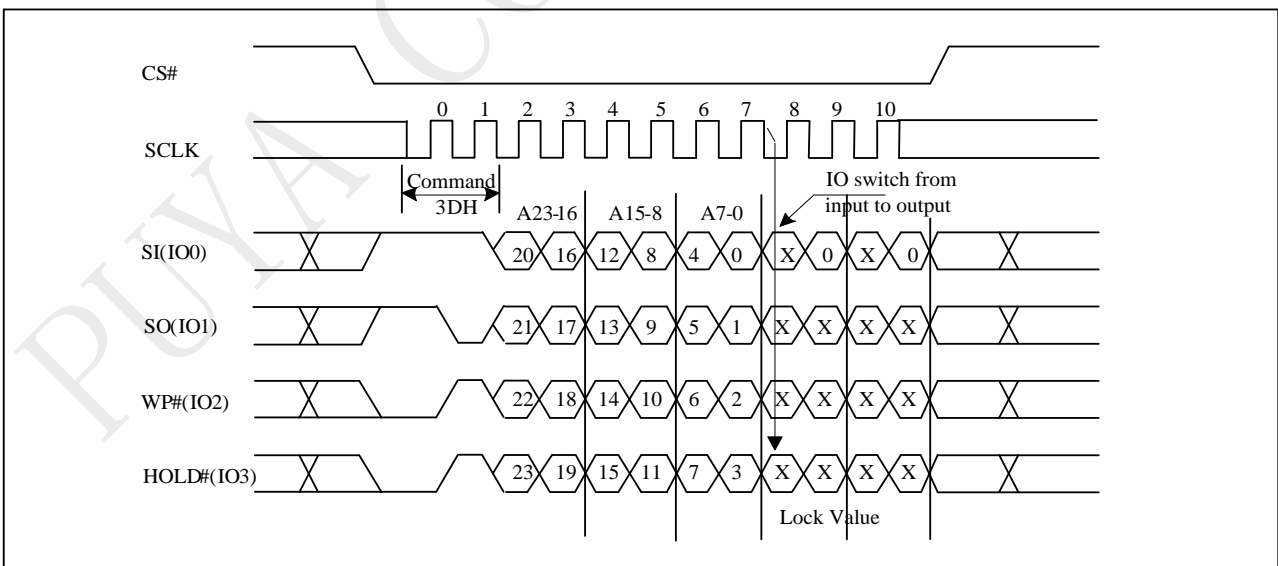 PUYA CO
CS#
0 1 2 3 4 5 6 7 8 9 10
SCLK
Command
3DH
IO switch from
input to output
A23-16 A15-8 A7-0
SI(IO0)
20 16 12 8 4 0 X 0 X 0
SO(IO1)
21 17 13 9 5 1 X X X X
WP#(IO2)
22 18 14 10 6 2 X X X X
HOLD#(IO3)
23 19 15 11 7 3 X X X X
Lock Value